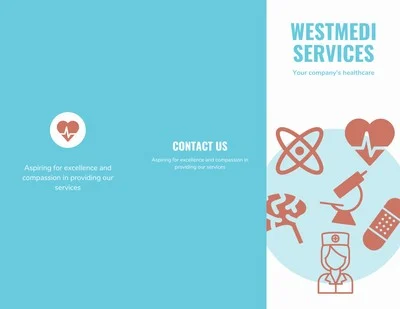 Aspiring for excellence and
compassion in providing our
services
CONTACT US
Aspiring for excellence and compassion in
providing our services
WESTMEDI
SERVICES
Your company's healthcare